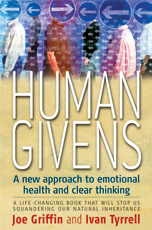 HUMAN
GIVENS
A new approach to emotional
health and clear thinking
A LIFE-CHANGING BOOK THAT WILL STOP US
SQUANDERING OUR NATURAL INHERITANCE
Joe Griffin and Ivan Tyrrell